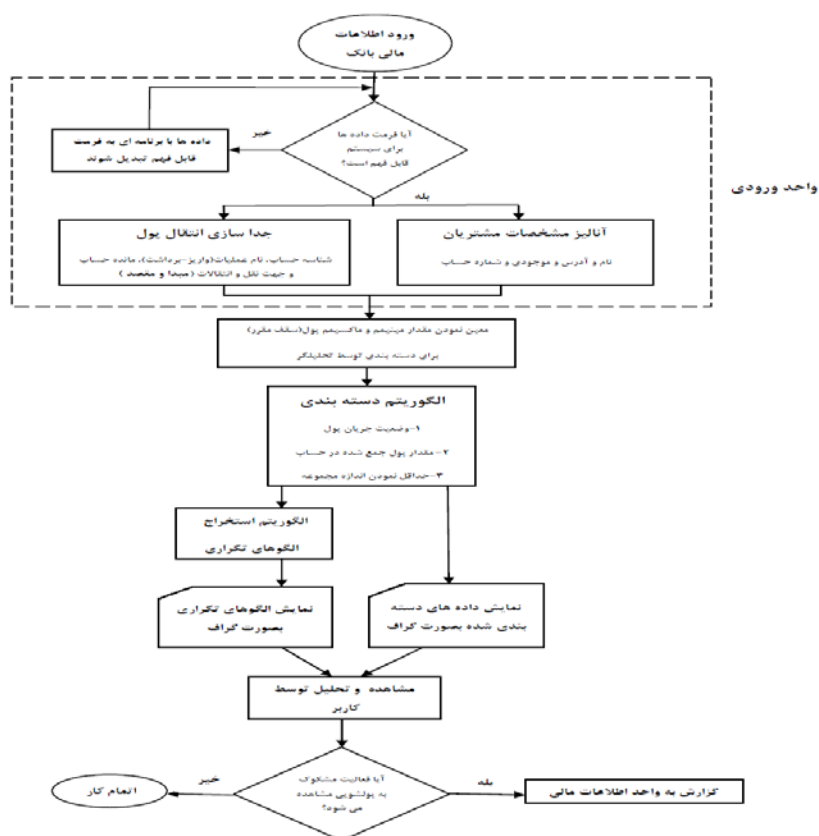 ورود اطلاعات
مالی بانک
آیا فرمت داده ها
برای سیستم
قابل فهم است؟
خیر
داده ها با برنامه ای به فرمت
قابل فهم تبدیل شوند
بله
واحد ورودی
آنالیز مشخصات مشتریان
نام و آدرس و موجودی و شماره حساب
جدا سازی انتقال پول
شناسه حساب، نام عملیات(واریز-برداشت)، مانده حساب
و جهت نقل و انتقالات (مبدا و مقصد )
معین نمودن مقدار مینیمم و ماکسیمم پول(سقف مقرر)
برای دسته بندی توسط تحلیلگر
الگوریتم دسته بندی
۱-وضعیت جریان پول
۲-مقدار پول جمع شده در حساب
۳-حداقل نمودن اندازه مجموعه
الگوریتم استخراج
الگوهای تکراری
نمایش داده های دسته
بندی شده بصورت گراف
نمایش الگوهای تکراری
بصورت گراف
مشاهده و تحلیل توسط
کاربر
آیا فعالیت مشکوک
به پولشویی مشاهده
می شود؟
بله
گزارش به واحد اطلاعات مالی
خیر
اتمام کار